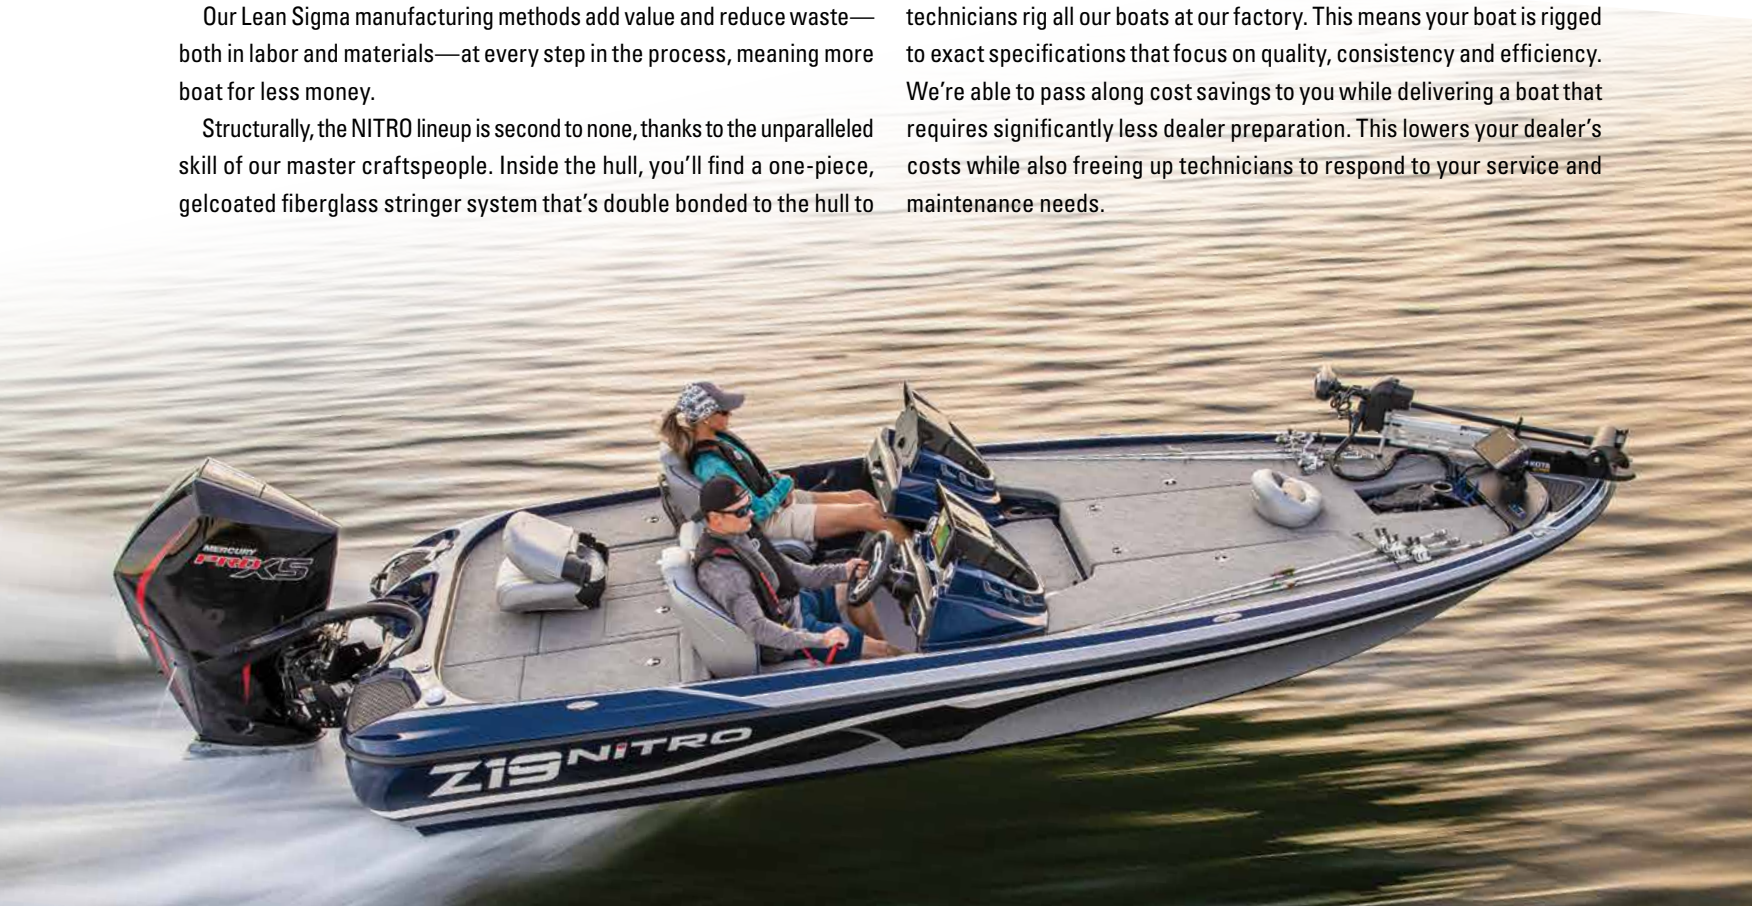 Our Lean Sigma manufacturing methods add value and reduce waste—
both in labor and materials—at every step in the process, meaning more
boat for less money.
Structurally, the NITRO lineup is second to none, thanks to the unparalleled
skill of our master craftspeople. Inside the hull, you’ll find a one-piece,
gelcoated fiberglass stringer system that’s double bonded to the hull to
technicians rig all our boats at our factory. This means your boat is rigged
to exact specifications that focus on quality, consistency and efficiency.
We’re able to pass along cost savings to you while delivering a boat that
requires significantly less dealer preparation. This lowers your dealer’s
costs while also freeing up technicians to respond to your service and
maintenance needs.
MERCURY
PRO XS
Z19 NITRO